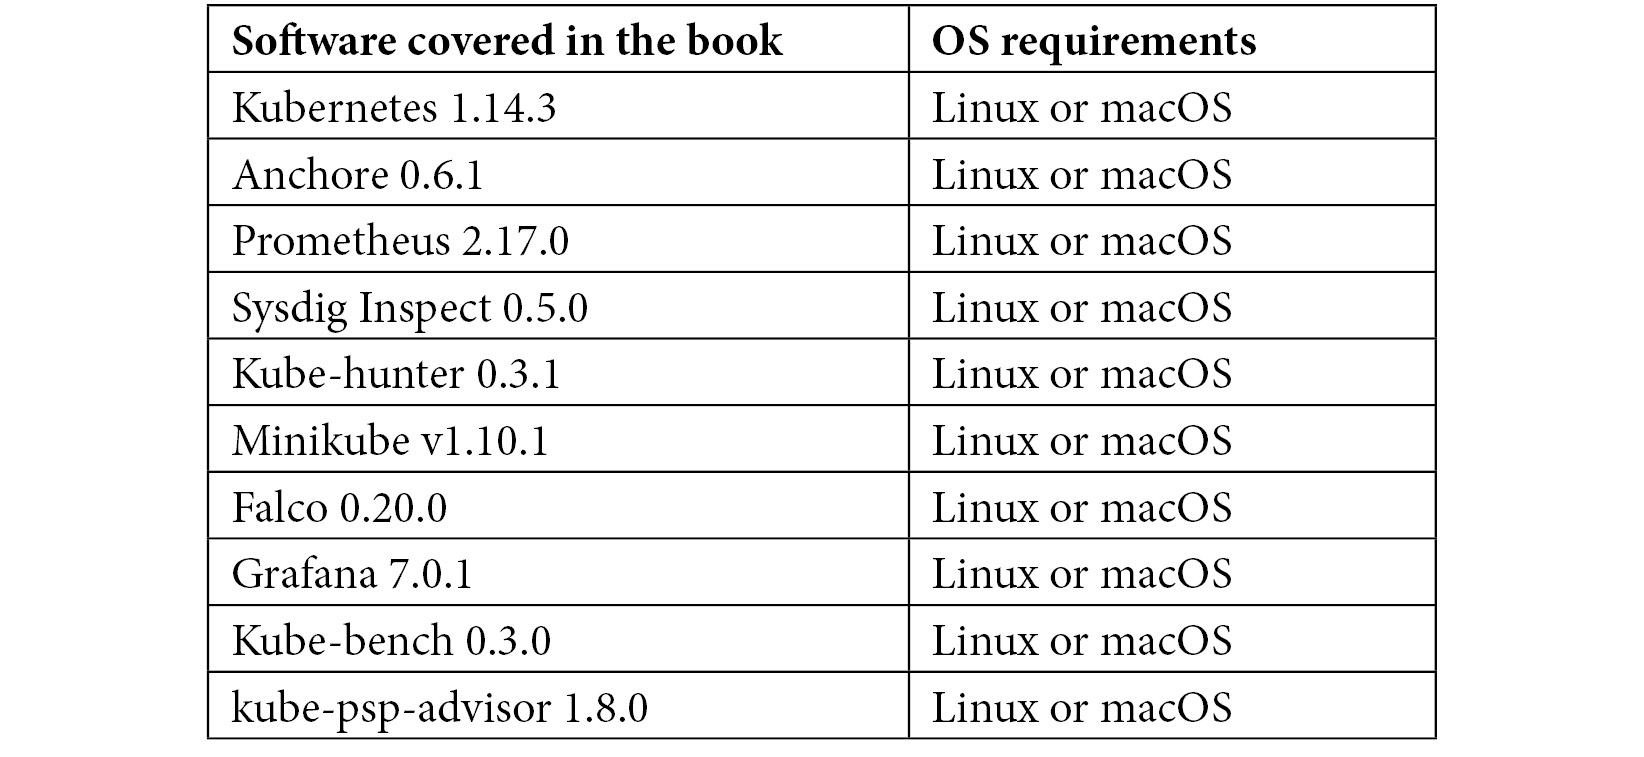 Software covered in the book OS requirements
Kubernetes 1.14.3 Linux or macOS
Anchore 0.6.1 Linux or macOS
Prometheus 2.17.0 Linux or macOS
Sysdig Inspect 0.5.0 Linux or macOS
Kube-hunter 0.3.1 Linux or macOS
Minikube v1.10.1 Linux or macOS
Falco 0.20.0 Linux or macOS
Grafana 7.0.1 Linux or macOS
Kube-bench 0.3.0 Linux or macOS
kube-psp-advisor 1.8.0 Linux or macOS